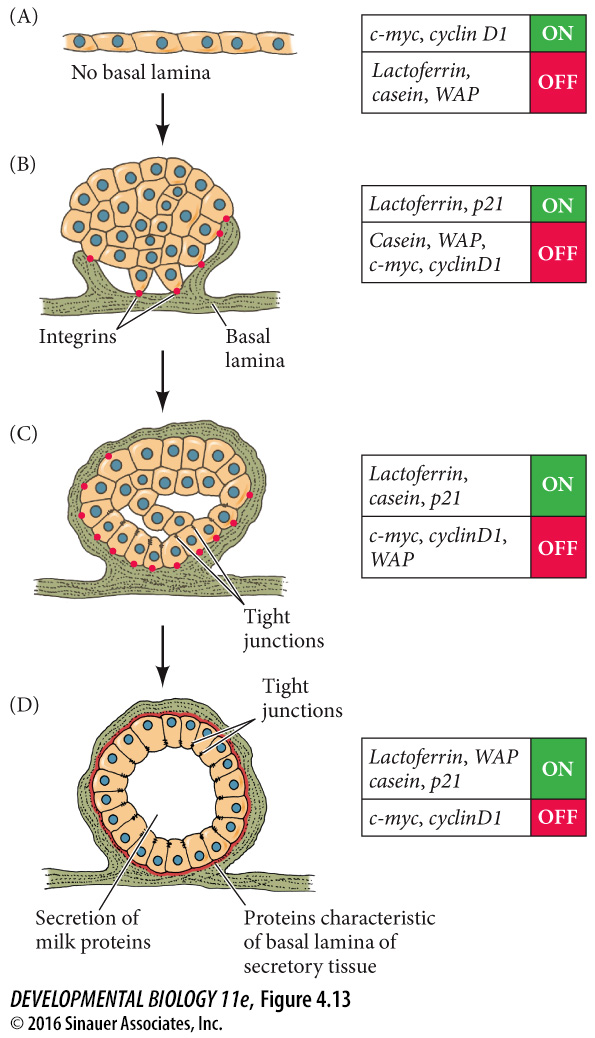 (A)
No basal lamina
c-myc, cyclin D1
ON
Lactoferrin,
casein, WAP
OFF
(B)
Integrins
Basal
lamina
Lactoferrin, p21
ON
Casein, WAP,
c-myc, cyclinD1
OFF
(C)
Tight
junctions
Lactoferrin,
casein, p21
ON
c-myc, cyclinD1,
WAP
OFF
(D)
Tight
junctions
Secretion of
milk proteins
Proteins characteristic
of basal lamina of
secretory tissue
Lactoferrin, WAP
casein, p21
ON
c-myc, cyclinD1
OFF
DEVELOPMENTAL BIOLOGY 11e, Figure 4.13
© 2016 Sinauer Associates, Inc.